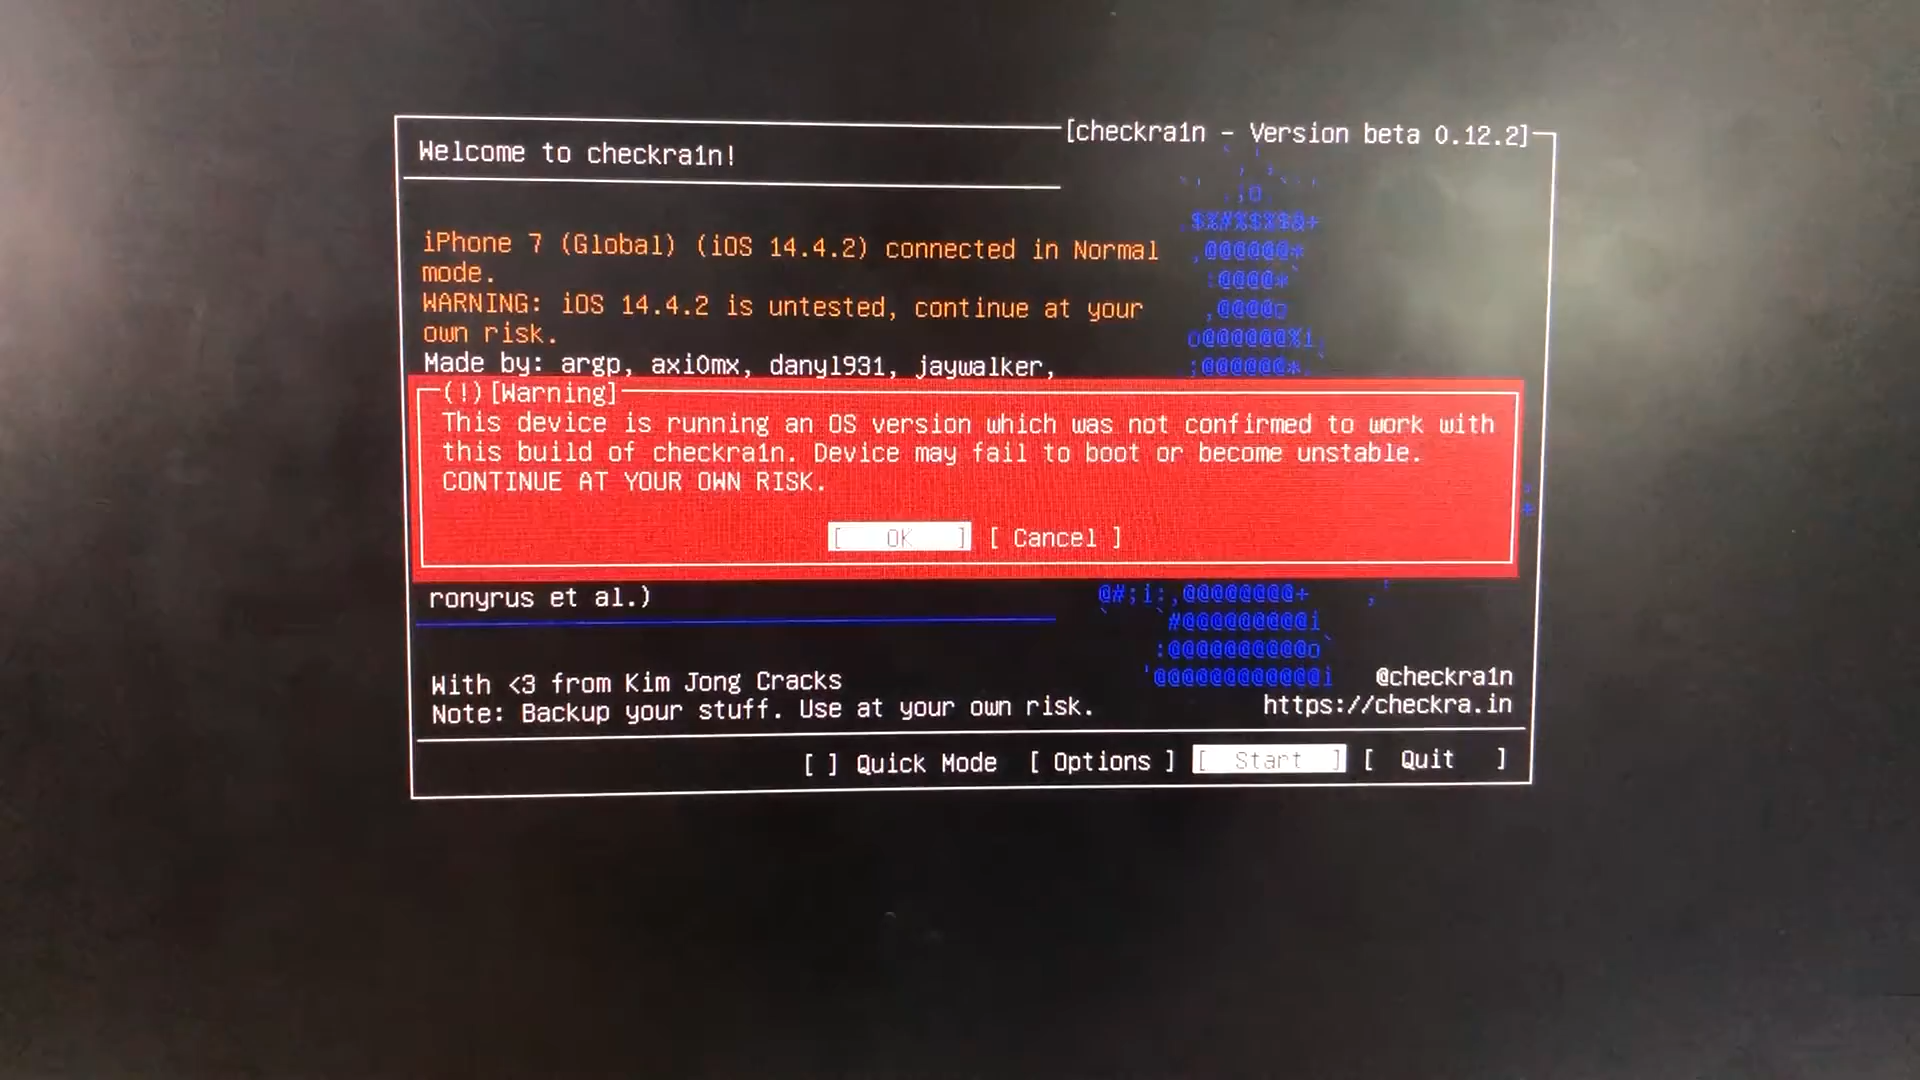 [checkra1n - Version beta 0.12.2]
Welcome to checkra1n!
iPhone 7 (Global) (iOS 14.4.2) connected in Normal
mode.
WARNING: iOS 14.4.2 is untested, continue at your
own risk.
Made by: argp, axi0mx, danyl931, jaywalker,
(!)[Warning]
This device is running an OS version which was not confirmed to work with
this build of checkra1n. Device may fail to boot or become unstable.
CONTINUE AT YOUR OWN RISK.
[ OK ] [ Cancel ]
ronyrus et al.)
With <3 from Kim Jong Cracks
@checkra1n
Note: Backup your stuff. Use at your own risk.
https://checkra.in
[ ] Quick Mode [ Options ] [ Start ] [ Quit ]